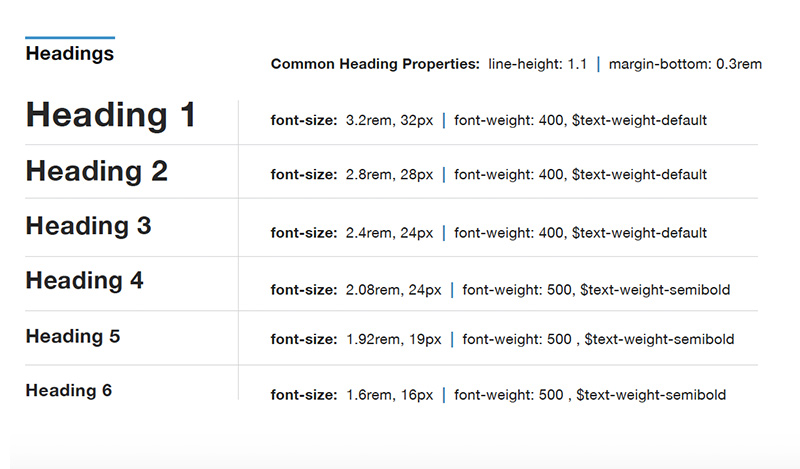 Headings
Common Heading Properties: line-height: 1.1 | margin-bottom: 0.3rem
Heading 1
font-size: 3.2rem, 32px | font-weight: 400, $text-weight-default
Heading 2
font-size: 2.8rem, 28px | font-weight: 400, $text-weight-default
Heading 3
font-size: 2.4rem, 24px | font-weight: 400, $text-weight-default
Heading 4
font-size: 2.08rem, 24px | font-weight: 500, $text-weight-semibold
Heading 5
font-size: 1.92rem, 19px | font-weight: 500 , $text-weight-semibold
Heading 6
font-size: 1.6rem, 16px | font-weight: 500 , $text-weight-semibold